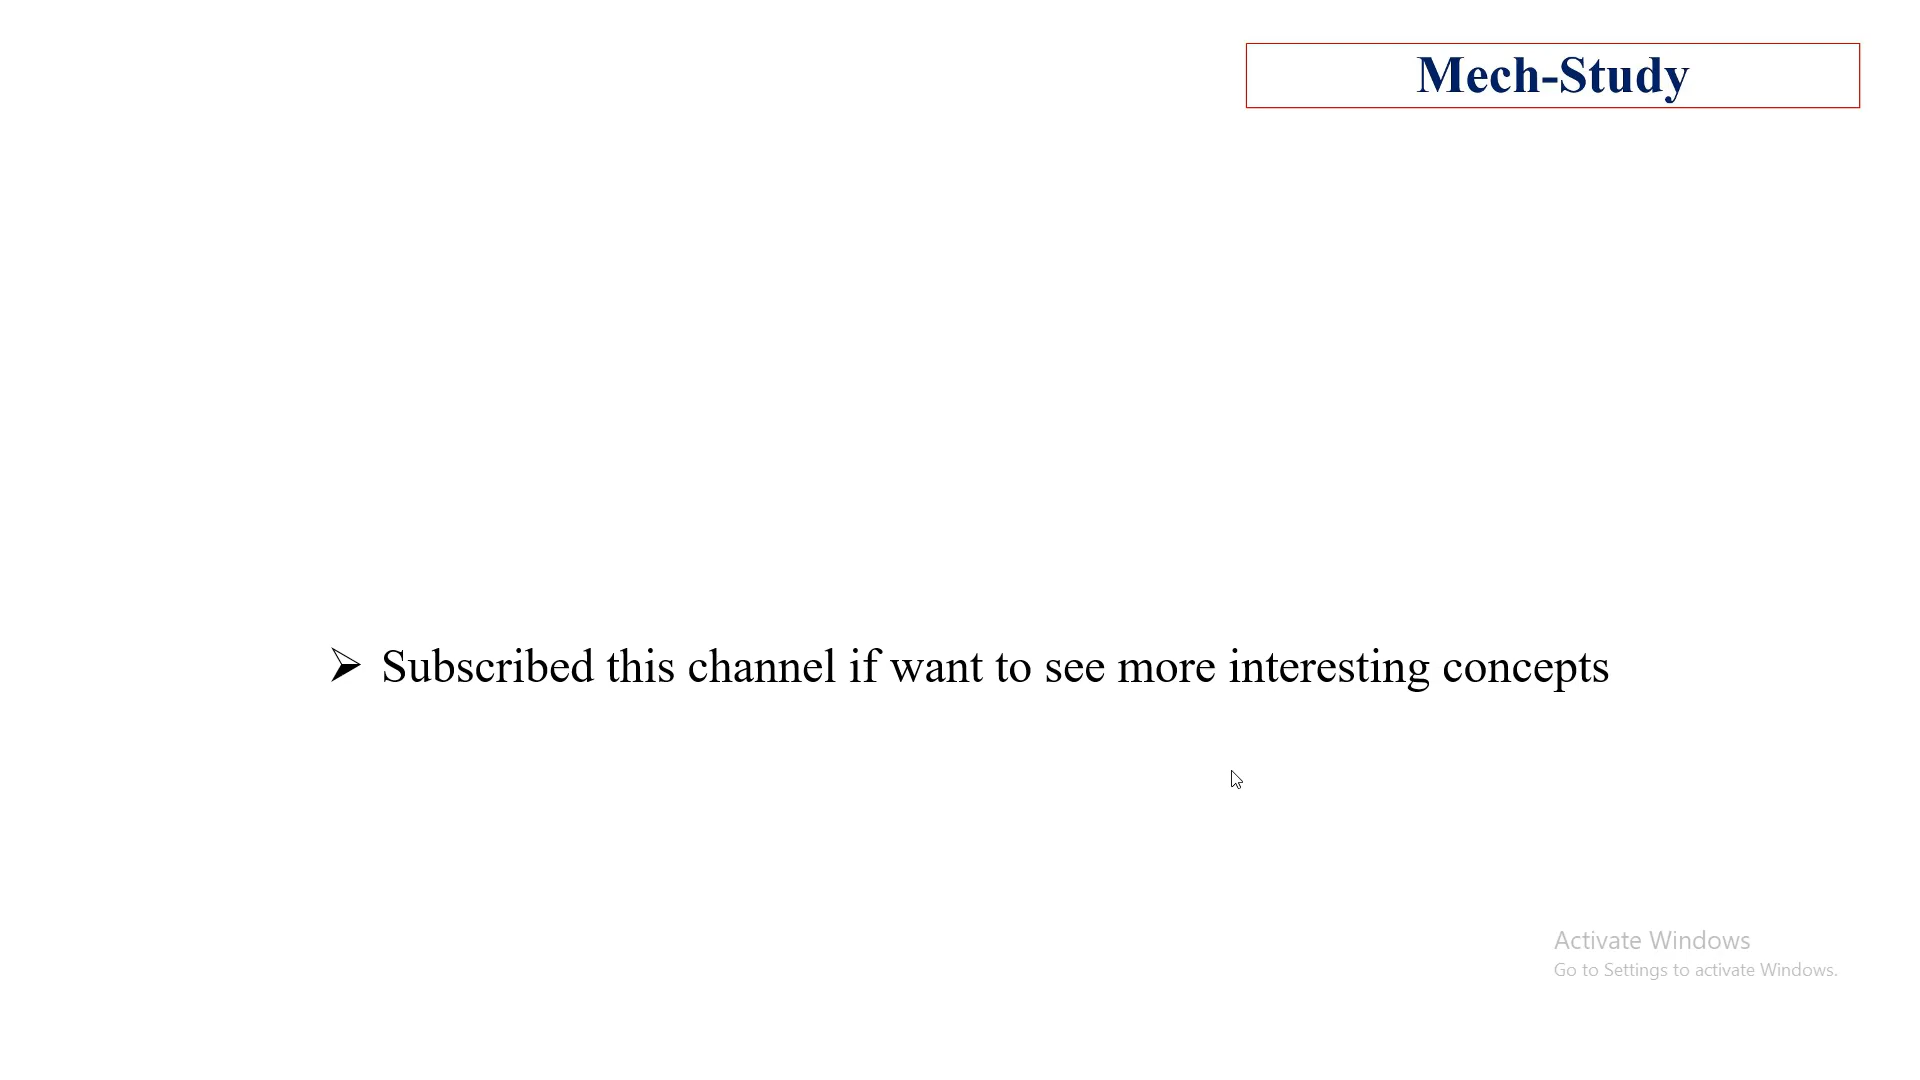 Mech-Study
➢ Subscribed this channel if want to see more interesting concepts
Activate Windows
Go to Settings to activate Windows.